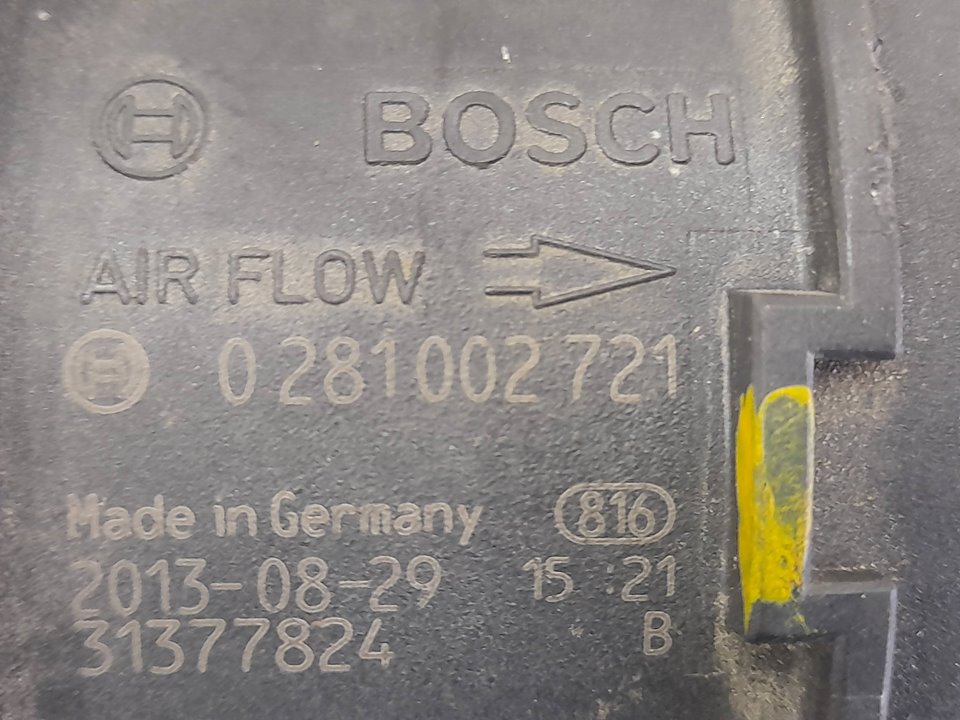 BOSCH
AIR FLOW
0 281 002 721
Made in Germany 816
2013-08-29 15:21
31377824 B